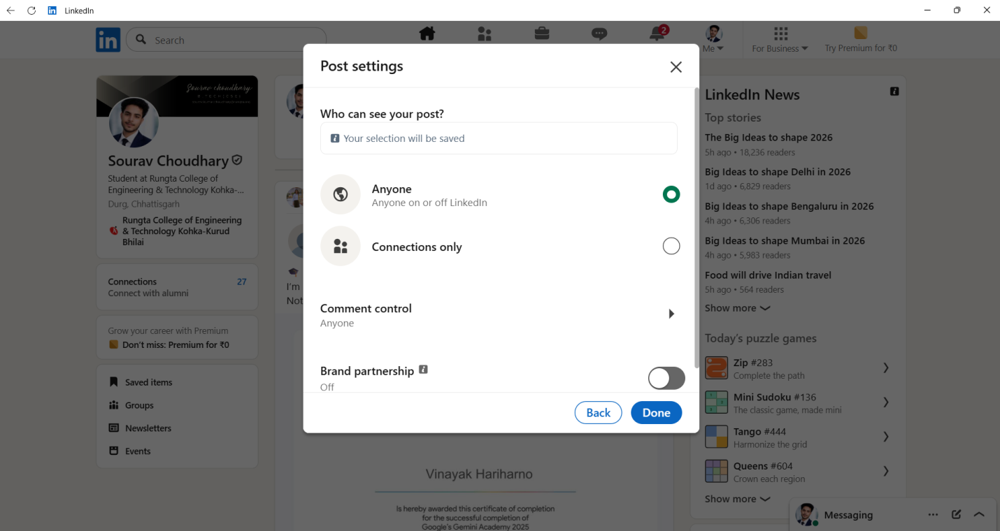 LinkedIn
in
Search
2
Me
For Business
Try Premium for ₹0
Sourav choudhary
Sourav Choudhary
Student at Rungta College of
Engineering & Technology Kohka-...
Durg, Chhattisgarh
Rungta College of Engineering
& Technology Kohka-Kurud
Bhilai
Connections 27
Connect with alumni
Grow your career with Premium
Don't miss: Premium for ₹0
Saved items
Groups
Newsletters
Events
I'm
Not
Post settings
Who can see your post?
Your selection will be saved
Anyone
Anyone on or off LinkedIn
Connections only
Comment control
Anyone
Brand partnership
Off
Back
Done
Vinayak Hariharno
Is hereby awarded this certificate of completion
for the successful completion of
Google's Gemini Academy 2025
LinkedIn News
Top stories
The Big Ideas to shape 2026
5h ago • 18,236 readers
Big Ideas to shape Delhi in 2026
1d ago • 6,829 readers
Big Ideas to shape Bengaluru in 2026
4h ago • 6,306 readers
Big Ideas to shape Mumbai in 2026
4h ago • 5,983 readers
Food will drive Indian travel
5h ago • 564 readers
Show more
Today's puzzle games
Zip #283
Complete the path
Mini Sudoku #136
The classic game, made mini
Tango #444
Harmonize the grid
Queens #604
Crown each region
Show more
Messaging